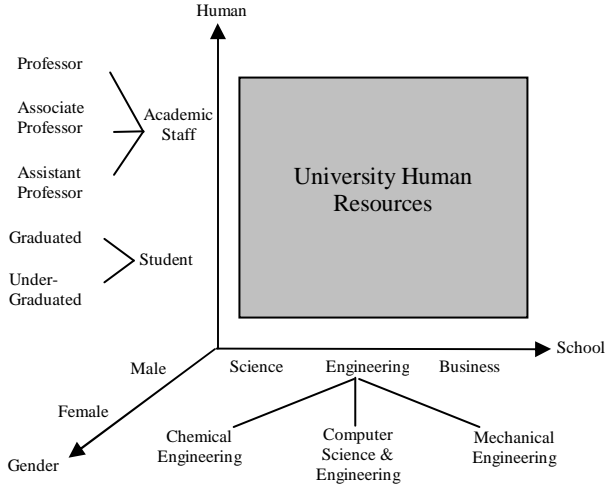 Human
Professor
Associate
Professor
Academic
Staff
Assistant
Professor
University Human
Resources
Graduated
Student
Under-
Graduated
School
Male
Science
Engineering
Business
Female
Gender
Chemical
Engineering
Computer
Science &
Engineering
Mechanical
Engineering